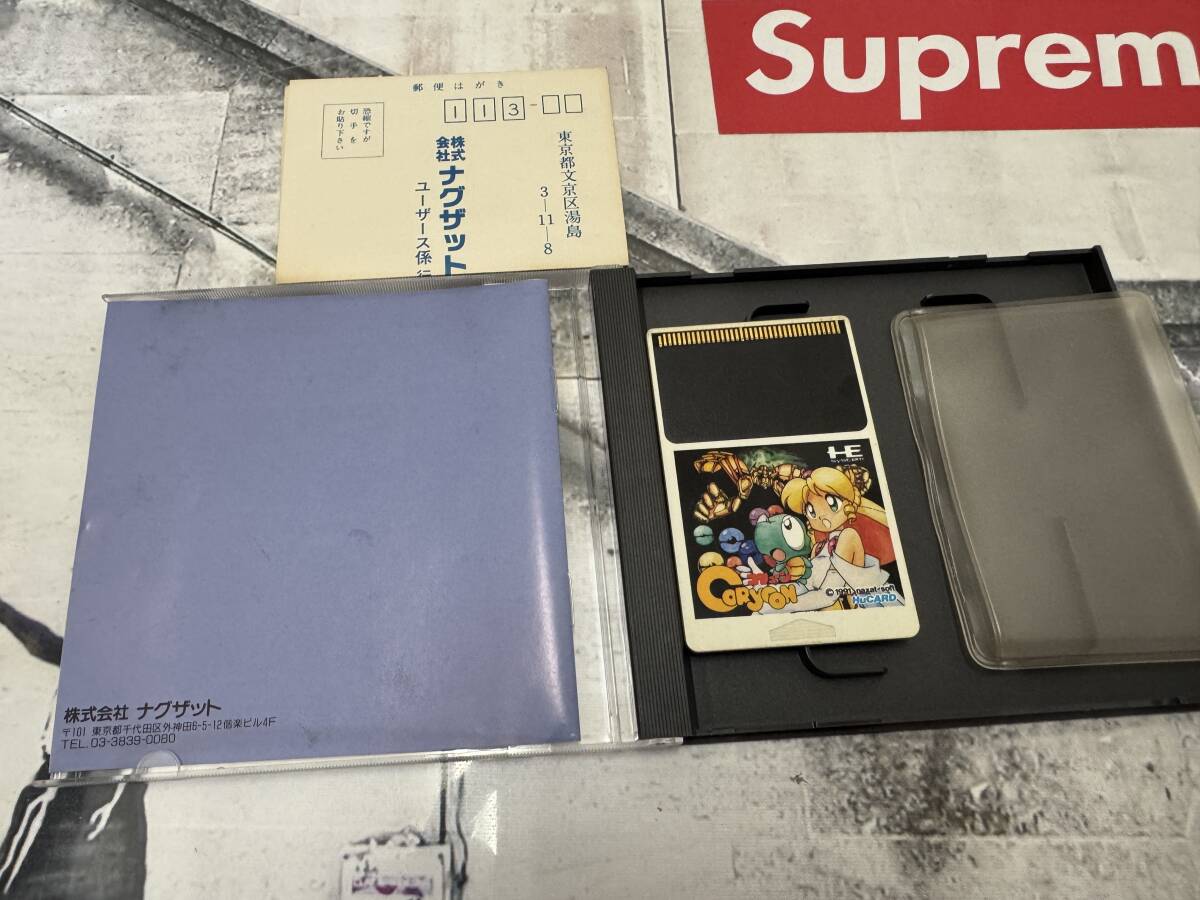 Suprem
郵便はがき
恐縮ですが
切手を
お貼り下さい
113-
東京都文京区湯島
3-11-8
株式会社 ナグザット
ユーザース係 行
HE
SYSTEM
CORYOON
© 1991 naxat-soft
HuCARD
株式会社 ナグザット
〒101 東京都千代田区外神田6-5-12偕楽ビル4F
TEL.03-3839-0080